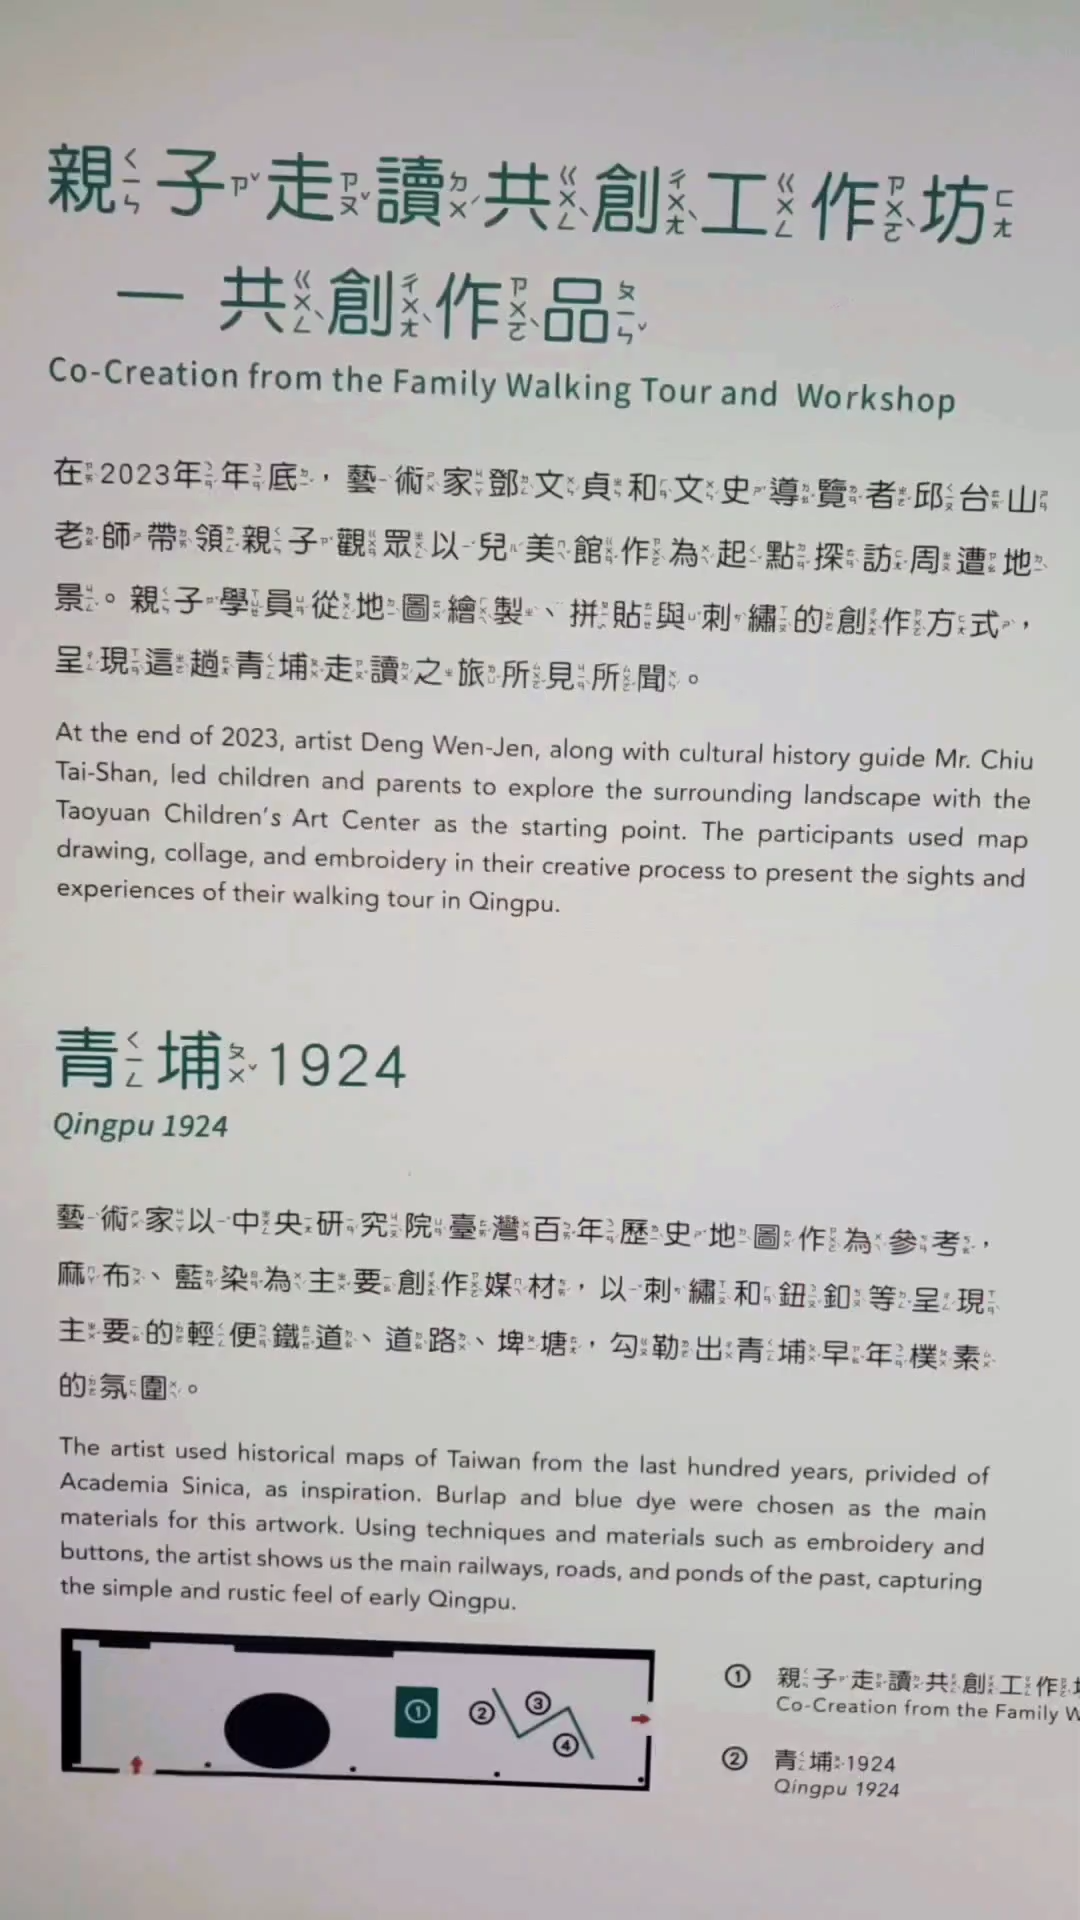 親子走讀共創工作坊
— 共創作品
Co-Creation from the Family Walking Tour and Workshop
在2023年年底，藝術家鄧文貞和文史導覽者邱台山
老師帶領親子觀眾以兒美館作為起點探訪周遭地
景。親子學員從地圖繪製、拼貼與刺繡的創作方式，
呈現這趟青埔走讀之旅所見所聞。
At the end of 2023, artist Deng Wen-Jen, along with cultural history guide Mr. Chiu
Tai-Shan, led children and parents to explore the surrounding landscape with the
Taoyuan Children's Art Center as the starting point. The participants used map
drawing, collage, and embroidery in their creative process to present the sights and
experiences of their walking tour in Qingpu.
青埔1924
Qingpu 1924
藝術家以中央研究院臺灣百年歷史地圖作為參考，
麻布、藍染為主要創作媒材，以刺繡和鈕釦等呈現
主要的輕便鐵道、道路、埤塘，勾勒出青埔早年樸素
的氛圍。
The artist used historical maps of Taiwan from the last hundred years, privided of
Academia Sinica, as inspiration. Burlap and blue dye were chosen as the main
materials for this artwork. Using techniques and materials such as embroidery and
buttons, the artist shows us the main railways, roads, and ponds of the past, capturing
the simple and rustic feel of early Qingpu.
① ② ③ ④
① 親子走讀共創工作
Co-Creation from the Family W
② 青埔1924
Qingpu 1924